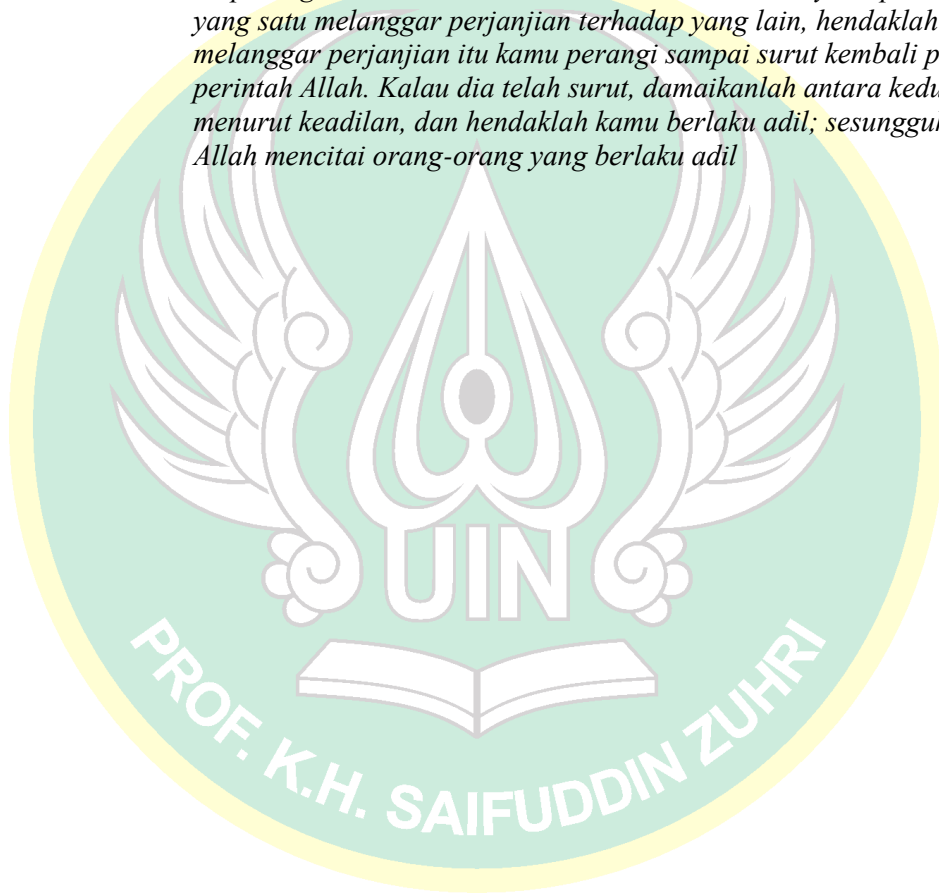 yang satu melanggar perjanjian terhadap yang lain, hendaklah
melanggar perjanjian itu kamu perangi sampai surut kembali p
perintah Allah. Kalau dia telah surut, damaikanlah antara kedu
menurut keadilan, dan hendaklah kamu berlaku adil; sesungguh
Allah mencitai orang-orang yang berlaku adil
UIN
PROF. K.H. SAIFUDDIN ZUHRI